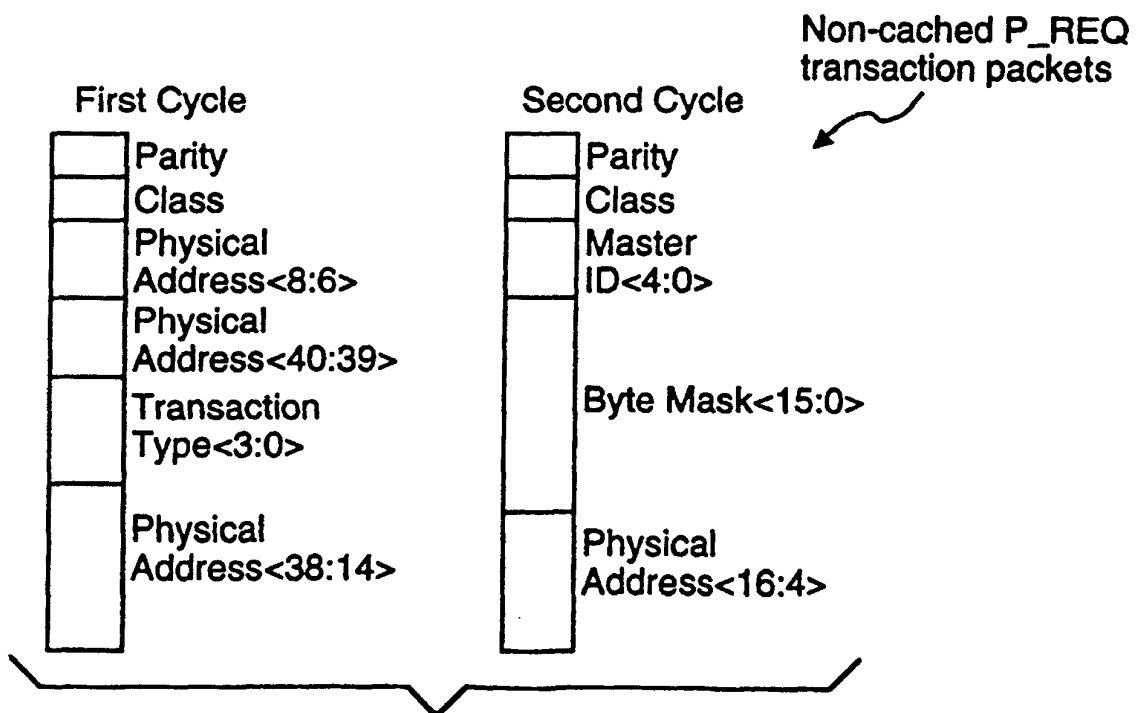 Non-cached P_REQ
transaction packets
First Cycle
Parity
Class
Physical
Address<8:6>
Physical
Address<40:39>
Transaction
Type<3:0>
Physical
Address<38:14>
Second Cycle
Parity
Class
Master
ID<4:0>
Byte Mask<15:0>
Physical
Address<16:4>